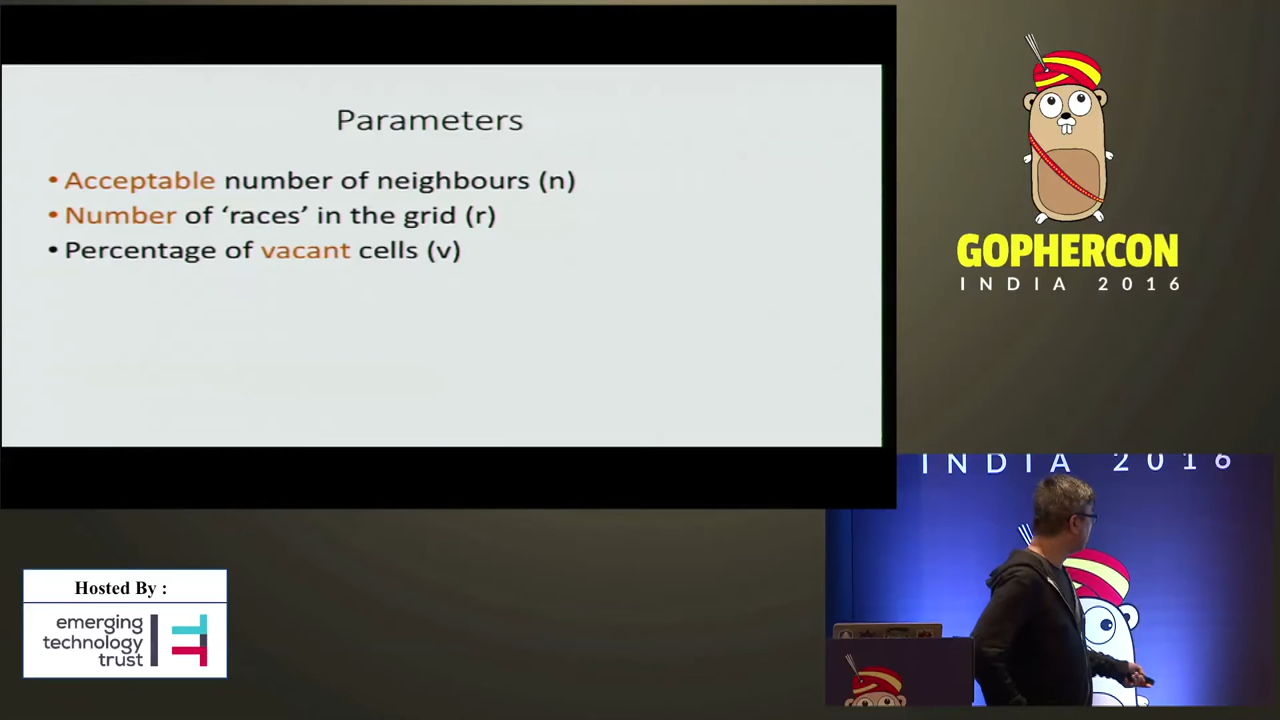 Parameters
• Acceptable number of neighbours (n)
• Number of ‘races’ in the grid (r)
• Percentage of vacant cells (v)
GOPHERCON
INDIA 2016
INDIA 2016
Hosted By :
emerging
technology
trust